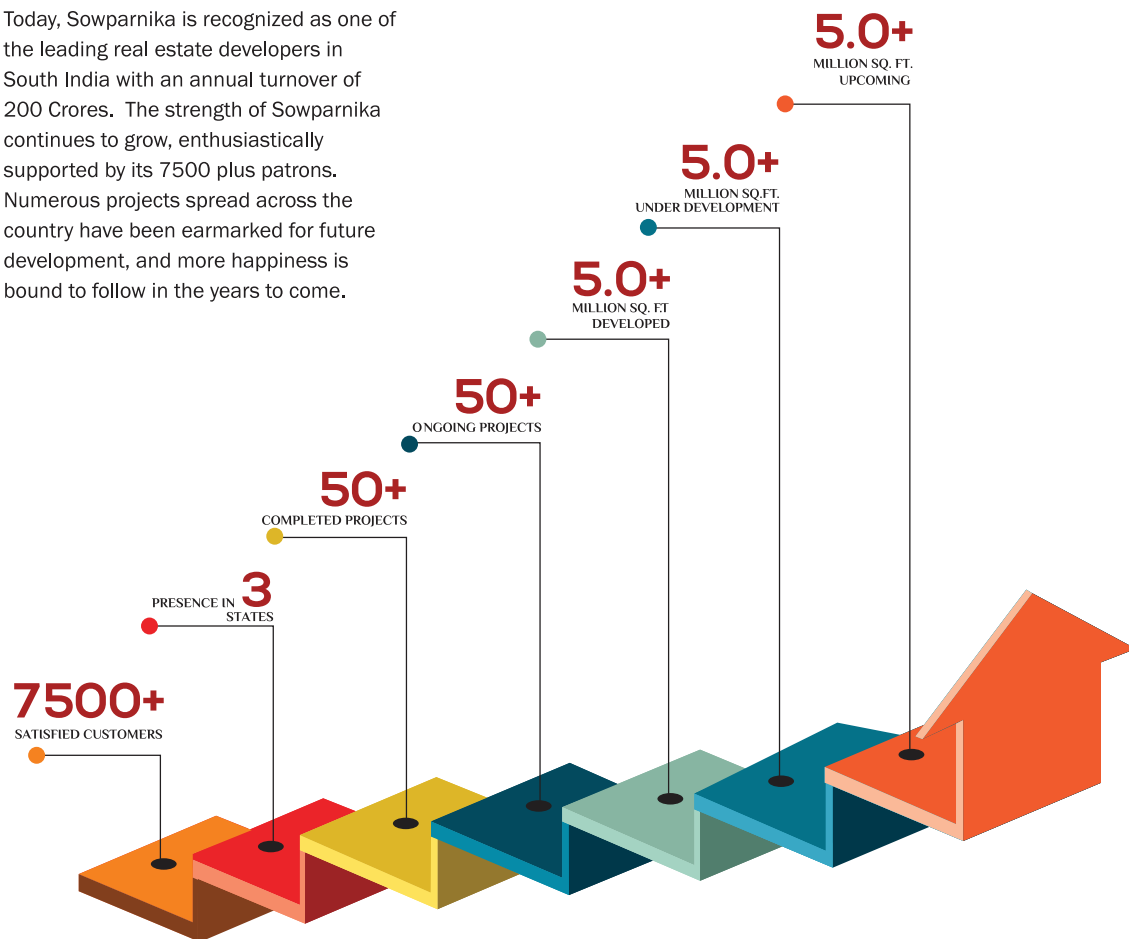 Today, Sowparnika is recognized as one of
the leading real estate developers in
South India with an annual turnover of
200 Crores.  The strength of Sowparnika
continues to grow, enthusiastically
supported by its 7500 plus patrons.
Numerous projects spread across the
country have been earmarked for future
development, and more happiness is
bound to follow in the years to come.
5.0+
MILLION SQ. FT.
UPCOMING
5.0+
MILLION SQ.FT.
UNDER DEVELOPMENT
5.0+
MILLION SQ. F.T
DEVELOPED
50+
ONGOING PROJECTS
50+
COMPLETED PROJECTS
PRESENCE IN 3
STATES
7500+
SATISFIED CUSTOMERS